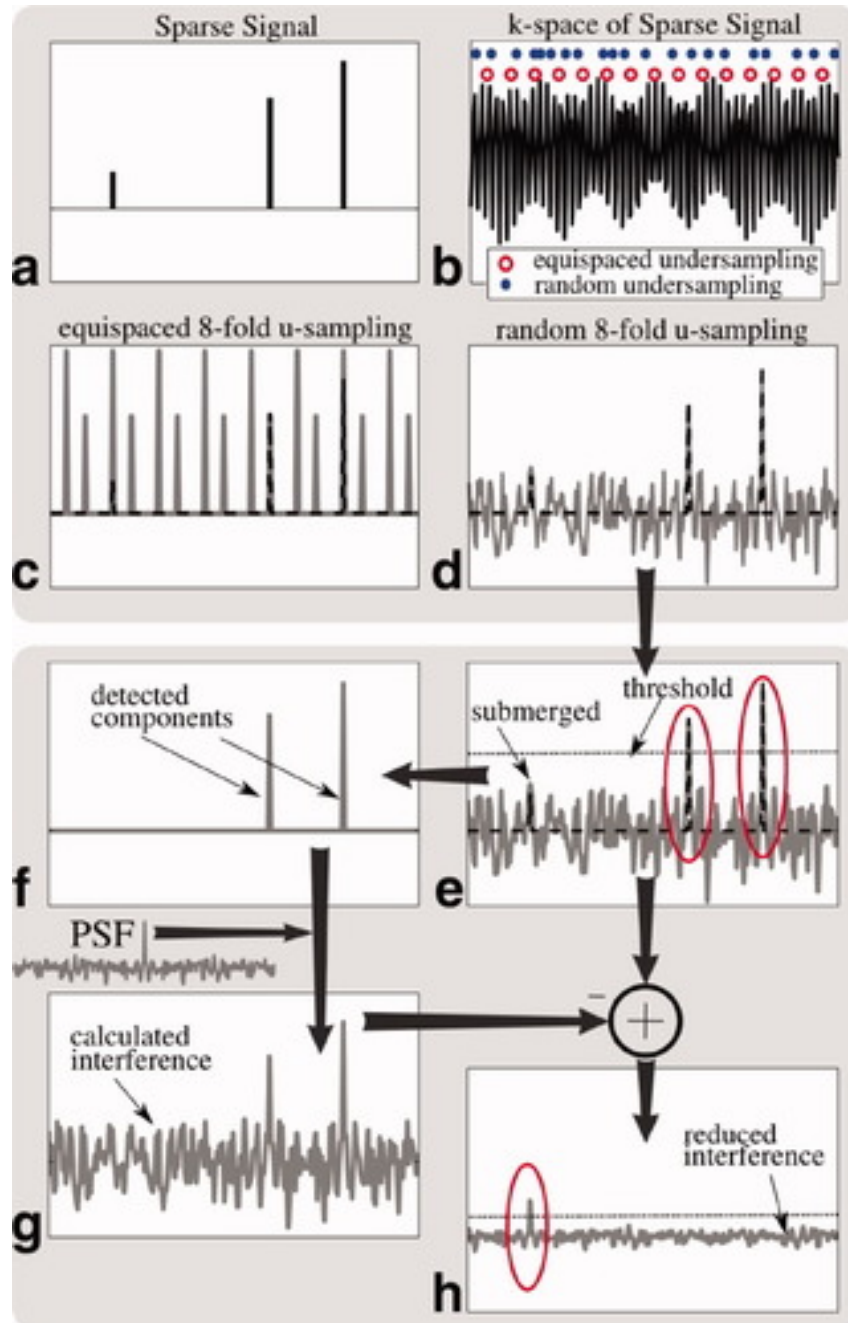 Sparse Signal
k-space of Sparse Signal
a
b
equispaced undersampling
random undersampling
equispaced 8-fold u-sampling
random 8-fold u-sampling
c
d
detected
components
submerged
threshold
f
e
PSF
calculated
interference
−
+
reduced
interference
g
h